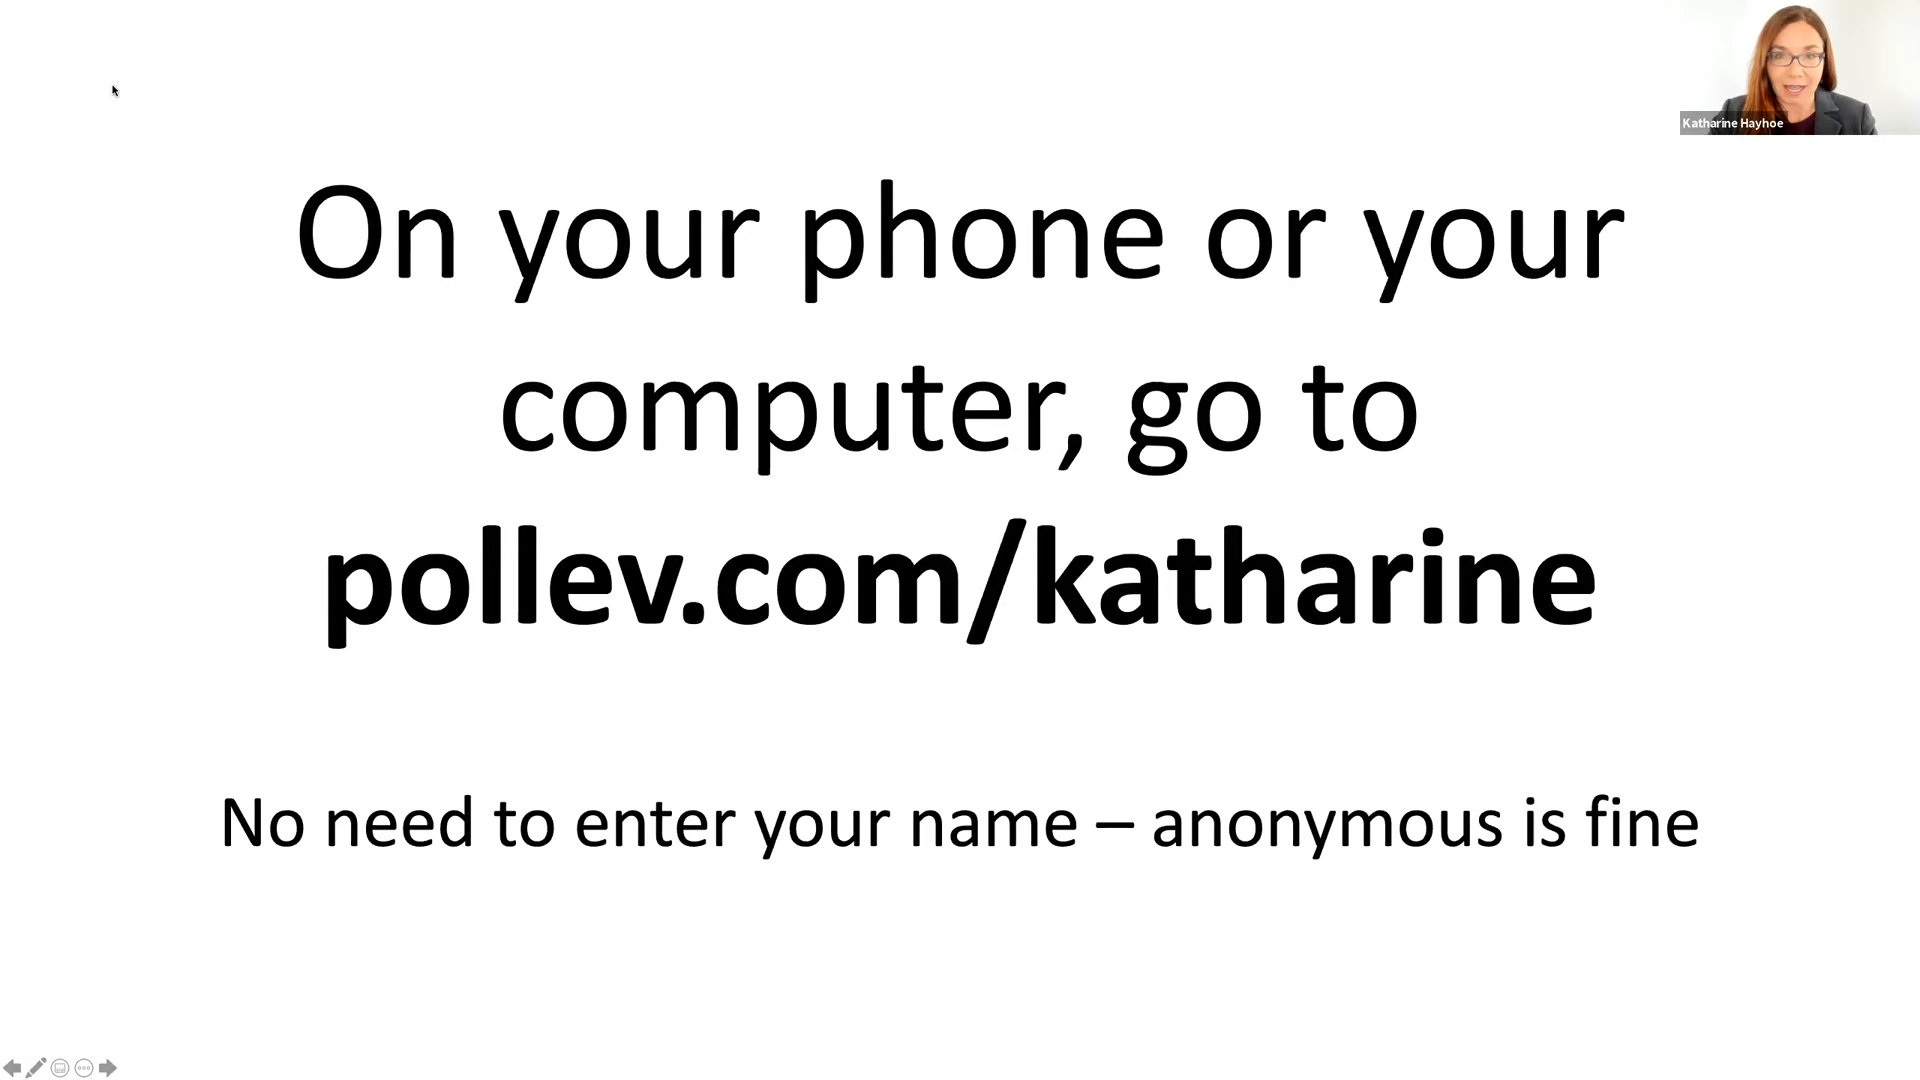 Katharine Hayhoe
On your phone or your
computer, go to
pollev.com/katharine
No need to enter your name – anonymous is fine